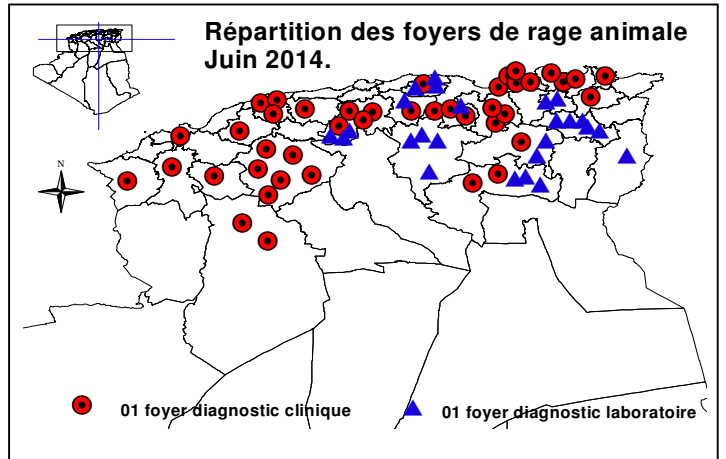 Répartition des foyers de rage animale
Juin 2014.
N
01 foyer diagnostic clinique
01 foyer diagnostic laboratoire